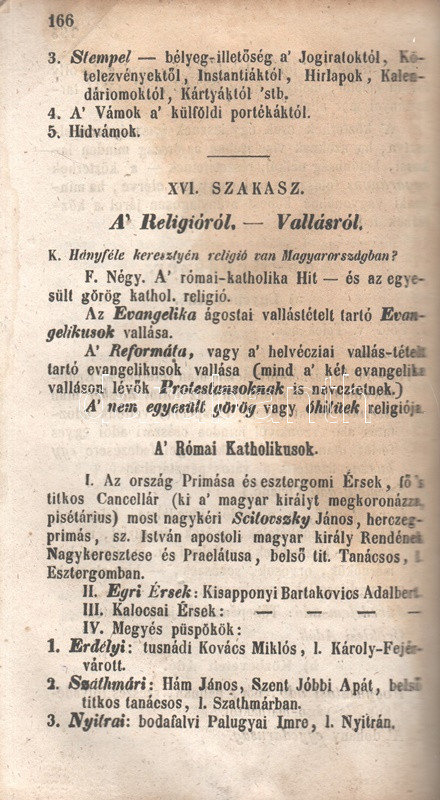 166
3. Stempel — bélyeg-illetőség a' Jogiratoktól,
telezvényektől, Instantiáktól, Hirlapok,
dáriomoktól, Kártyáktól 'stb.
4. A' Vámok a' külföldi portékáktól.
5. Hidvámok.
XVI. SZAKASZ.
A' Religióról. — Vallásról.
K. Hányféle keresztyén religió van Magyarországban?
F. Négy. A' római-katholika Hit — és az egye-
sült görög kathol. religió.
Az Evangelika ágostai vallástételt tartó Evan-
gelikusok vallása.
A' Reformáta, vagy a' helvécziai vallás-tételt
tartó evangelikusok vallása (mind a' két evangelika
valláson lévők Protestansoknak is neveztetnek.)
A' nem egyesült görög vagy óhitüek religiója.
A' Római Katholikusok.
I. Az ország Primása és esztergomi Érsek, fő 's
titkos Cancellár (ki a' magyar királyt megkoronázza,
pisétárius) most nagykéri Scitovszky János, herczeg-
primás, sz. István apostoli magyar király Rendének
Nagykeresztese és Praelátusa, belső tit. Tanácsos, l.
Esztergomban.
II. Egri Érsek: Kisapponyi Bartakovics Adalbert.
III. Kalocsai Érsek: — — — —
IV. Megyés püspökök:
1. Erdélyi: tusnádi Kovács Miklós, l. Károly-Fejér-
várott.
2. Száthmári: Hám János, Szent Jóbbi Apát, belső
titkos tanácsos, l. Szathmárban.
3. Nyitrai: bodafalvi Palugyai Imre, l. Nyitrán.